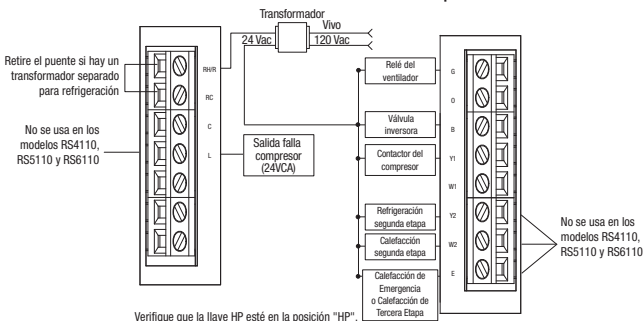 Transformador
Vivo
24 Vac
120 Vac
Retire el puente si hay un
transformador separado
para refrigeración
RH/R
RC
C
L
No se usa en los
modelos RS4110,
RS5110 y RS6110
Salida falla
compresor
(24VCA)
Relé del
ventilador
Válvula
inversora
Contactor del
compresor
Refrigeración
segunda etapa
Calefacción
segunda etapa
Calefacción de
Emergencia
o Calefacción de
Tercera Etapa
G
O
B
Y1
W1
Y2
W2
E
No se usa en los
modelos RS4110,
RS5110 y RS6110
Verifique que la llave HP esté en la posición "HP".